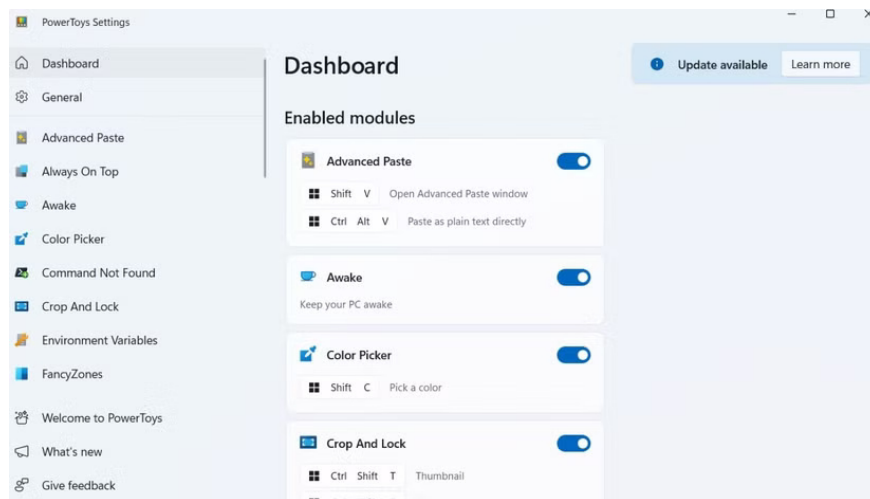 PowerToys Settings
Dashboard
General
Advanced Paste
Always On Top
Awake
Color Picker
Command Not Found
Crop And Lock
Environment Variables
FancyZones
Welcome to PowerToys
What's new
Give feedback
Dashboard
Update available Learn more
Enabled modules
Advanced Paste
Shift V Open Advanced Paste window
Ctrl Alt V Paste as plain text directly
Awake
Keep your PC awake
Color Picker
Shift C Pick a color
Crop And Lock
Ctrl Shift T Thumbnail